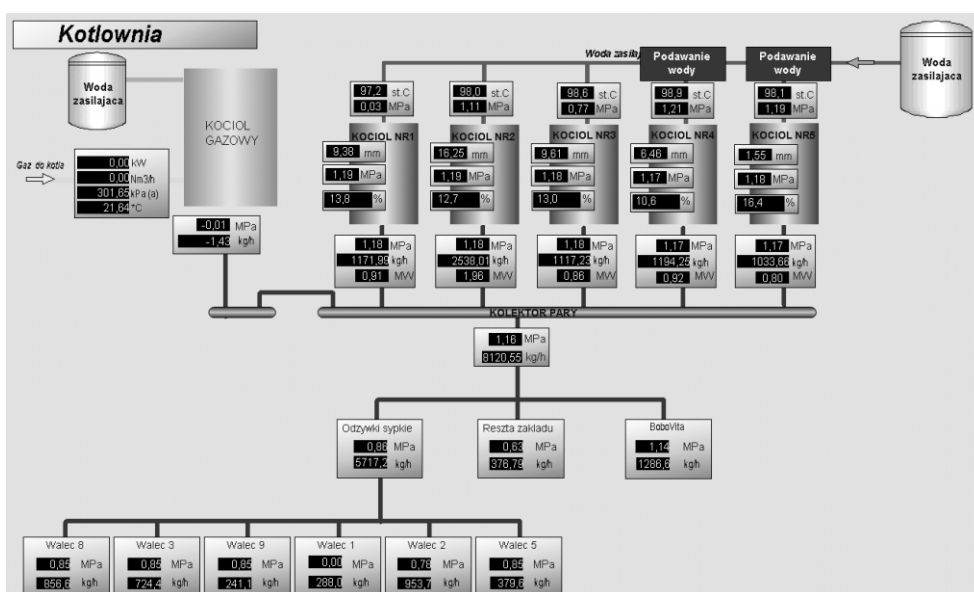 Kotlownia
Woda zasilajaca
Woda zasilaj
Podawanie wody
Podawanie wody
Woda zasilajaca
KOCIOL GAZOWY
Gaz do kotla
0,00 kW
0,00 Nm3/h
301,65 kPa (a)
21,64 °C
-0,01 MPa
-1,43 kg/h
97,2 st.C
0,03 MPa
98,0 st.C
1,11 MPa
98,6 st.C
0,77 MPa
98,9 st.C
1,21 MPa
98,1 st.C
1,19 MPa
KOCIOL NR1
9,38 mm
1,19 MPa
13,8 %
KOCIOL NR2
16,25 mm
1,19 MPa
12,7 %
KOCIOL NR3
9,61 mm
1,18 MPa
13,0 %
KOCIOL NR4
6,46 mm
1,17 MPa
10,6 %
KOCIOL NR5
1,55 mm
1,18 MPa
16,4 %
1,18 MPa
1171,99 kg/h
0,91 MW
1,18 MPa
2538,01 kg/h
1,96 MW
1,18 MPa
1117,23 kg/h
0,86 MW
1,17 MPa
1194,25 kg/h
0,92 MW
1,17 MPa
1033,66 kg/h
0,80 MW
KOLEKTOR PARY
1,16 MPa
8120,55 kg/h
Odzywki sypkie
0,86 MPa
5717,2 kg/h
Reszta zakladu
0,63 MPa
376,79 kg/h
BoboVita
1,14 MPa
1286,6 kg/h
Walec 8
0,85 MPa
856,6 kg/h
Walec 3
0,85 MPa
724,4 kg/h
Walec 9
0,85 MPa
241,1 kg/h
Walec 1
0,00 MPa
288,0 kg/h
Walec 2
0,78 MPa
953,7 kg/h
Walec 5
0,85 MPa
379,6 kg/h